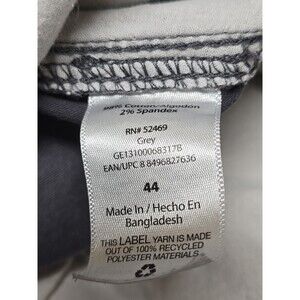 98% Cotton/Algodon
2% Spandex
RN# 52469
Grey
GE13100068317B
EAN/UPC 8 8496827636
44
Made In / Hecho En
Bangladesh
THIS LABEL YARN IS MADE
OUT OF 100% RECYCLED
POLYESTER MATERIALS